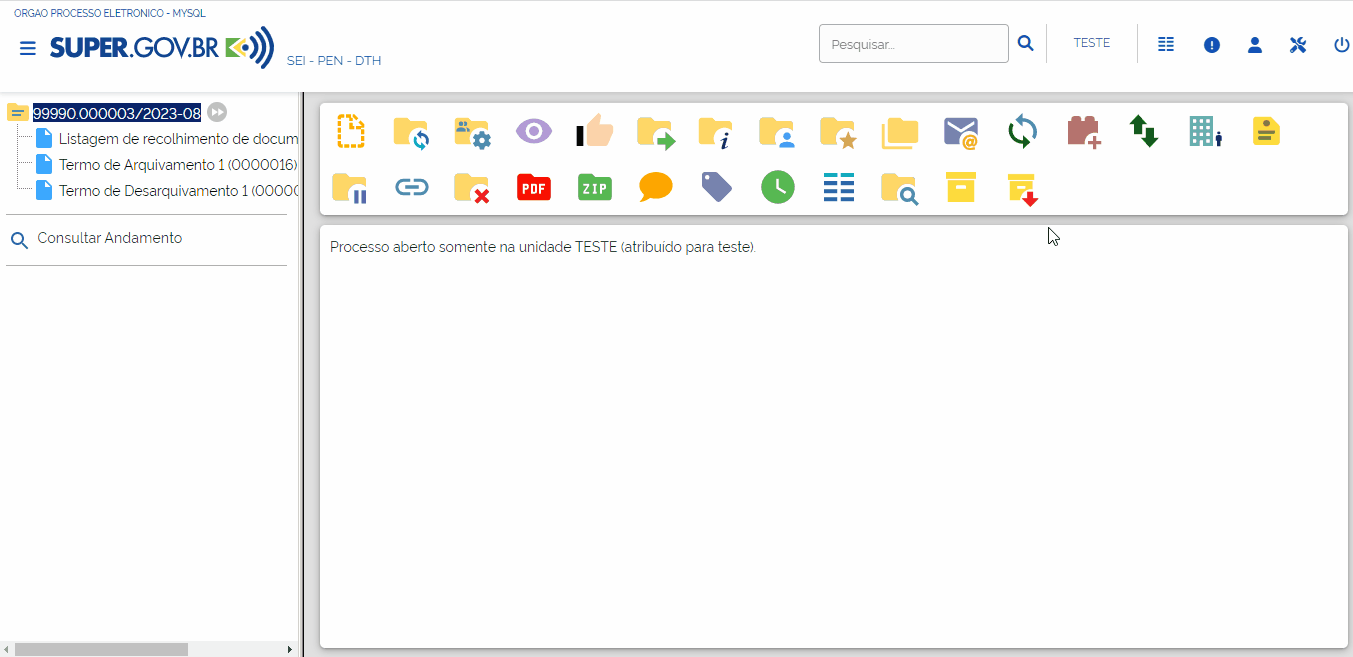 ORGAO PROCESSO ELETRONICO - MYSQL
SUPER.GOV.BR
SEI - PEN - DTH
Pesquisar...
TESTE
99990.000003/2023-08
Listagem de recolhimento de docum
Termo de Arquivamento 1 (0000016)
Termo de Desarquivamento 1 (0000
Consultar Andamento
i
@
PDF
ZIP
Processo aberto somente na unidade TESTE (atribuído para teste).